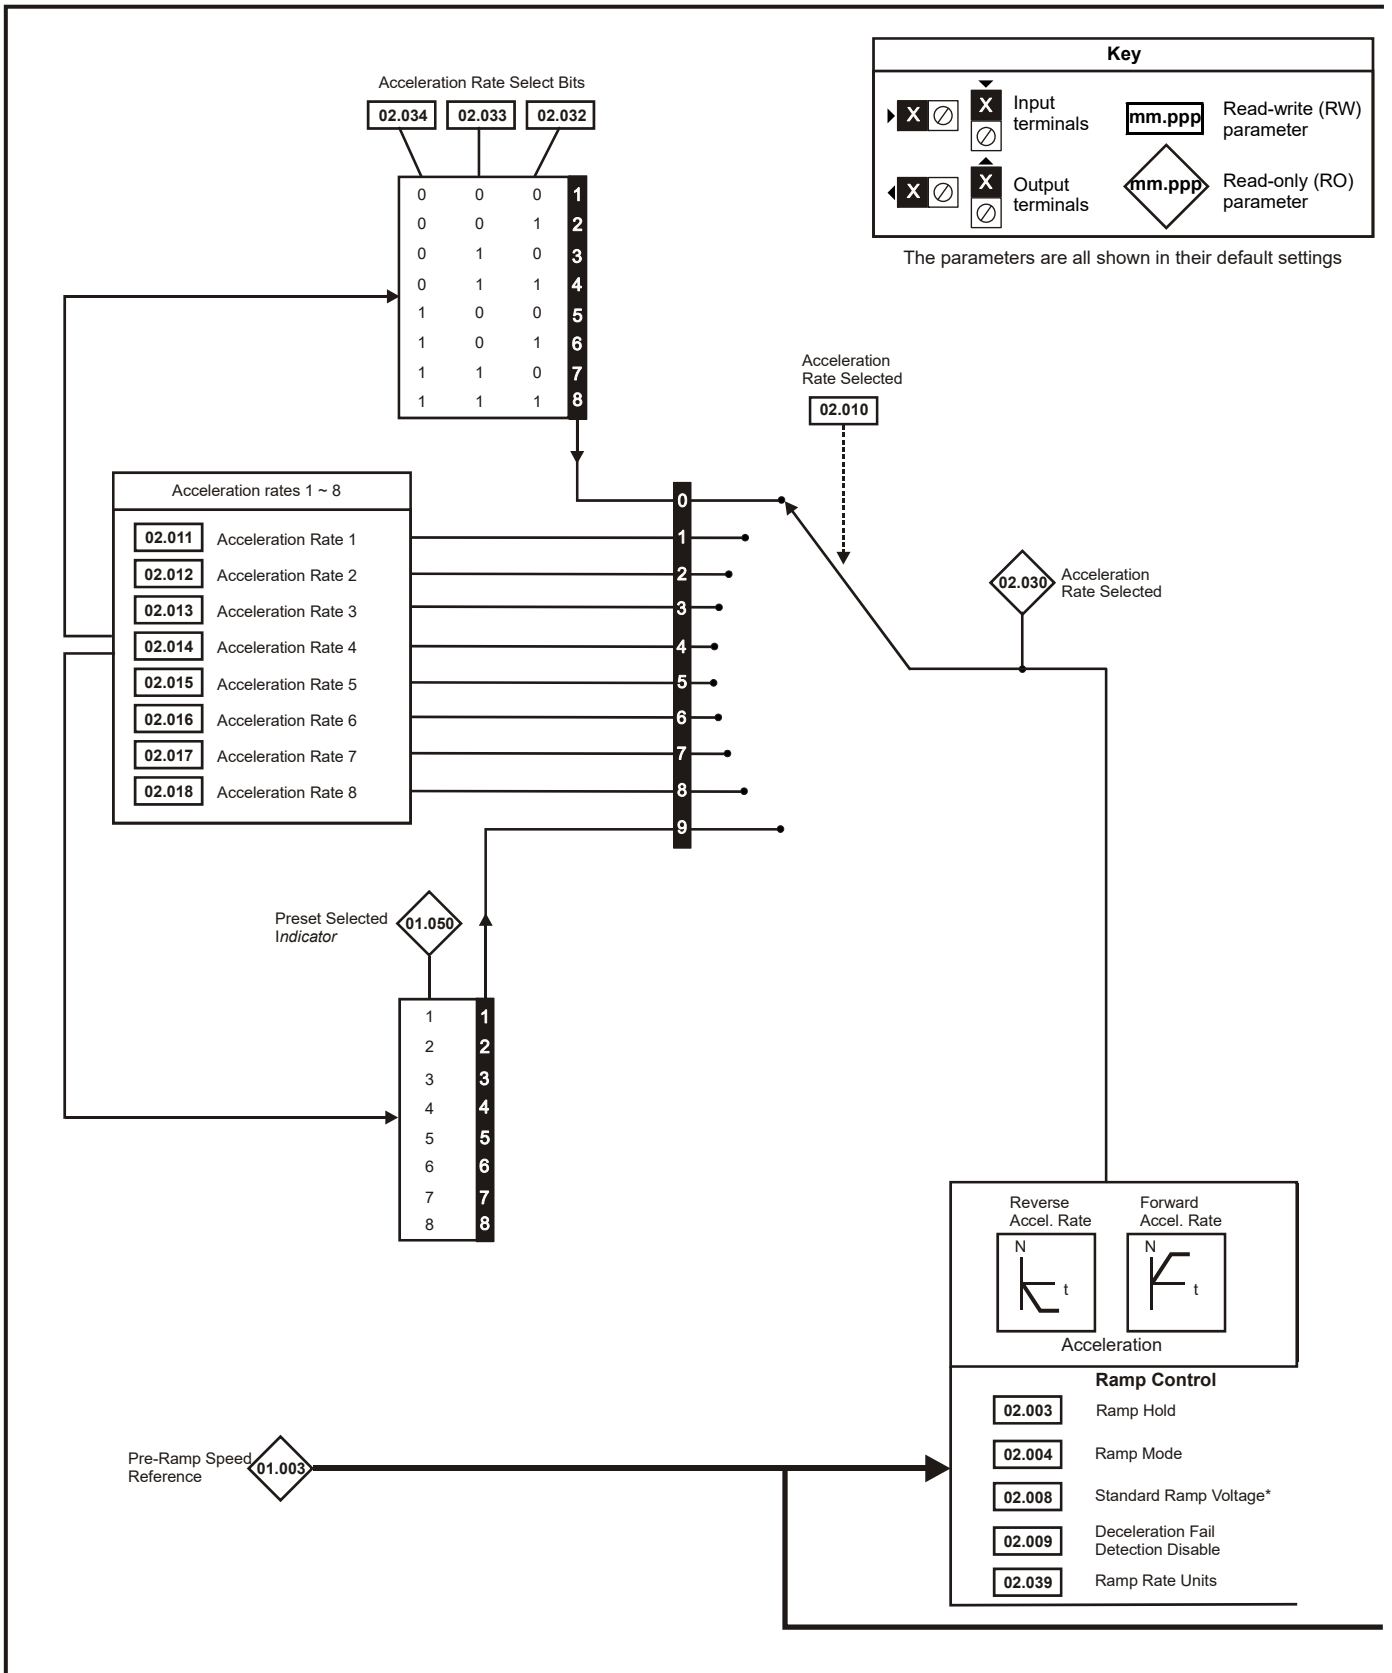 Key
X
X
Input
terminals
mm.ppp
Read-write (RW)
parameter
X
X
Output
terminals
mm.ppp
Read-only (RO)
parameter
The parameters are all shown in their default settings
Acceleration Rate Select Bits
02.034 02.033 02.032
0 0 0 1
0 0 1 2
0 1 0 3
0 1 1 4
1 0 0 5
1 0 1 6
1 1 0 7
1 1 1 8
Acceleration
Rate Selected
02.010
Acceleration rates 1 ~ 8
02.011 Acceleration Rate 1
02.012 Acceleration Rate 2
02.013 Acceleration Rate 3
02.014 Acceleration Rate 4
02.015 Acceleration Rate 5
02.016 Acceleration Rate 6
02.017 Acceleration Rate 7
02.018 Acceleration Rate 8
0
1
2
3
4
5
6
7
8
9
02.030
Acceleration
Rate Selected
Preset Selected
Indicator
01.050
1 1
2 2
3 3
4 4
5 5
6 6
7 7
8 8
Reverse
Accel. Rate
N
t
Forward
Accel. Rate
N
t
Acceleration
Ramp Control
02.003 Ramp Hold
02.004 Ramp Mode
02.008 Standard Ramp Voltage*
02.009 Deceleration Fail
Detection Disable
02.039 Ramp Rate Units
Pre-Ramp Speed
Reference
01.003